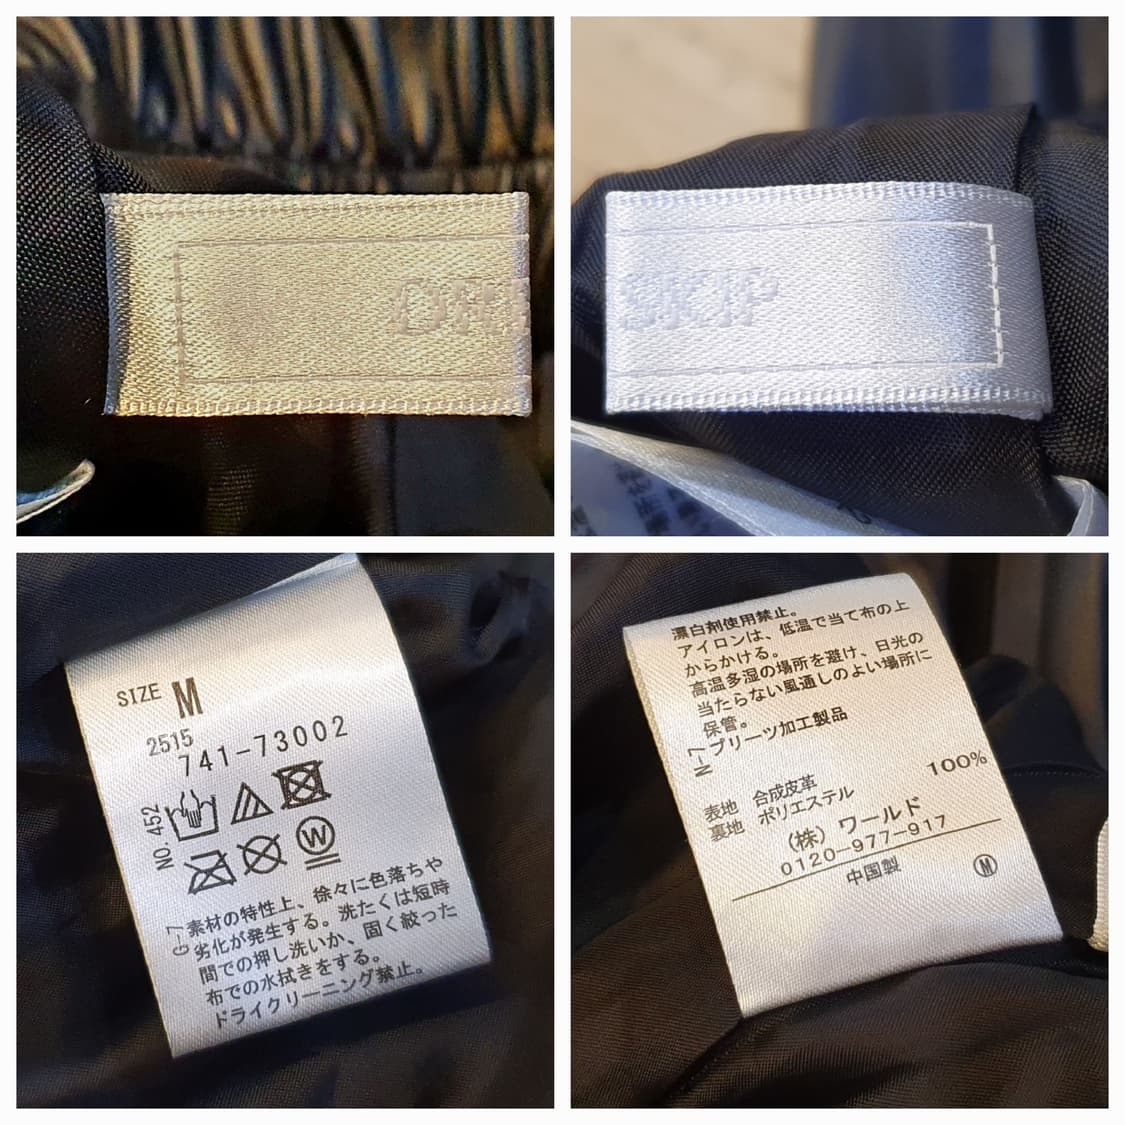 SKIP
SIZE M
2515
741-73002
NO. 452
W
G-7 素材の特性上、徐々に色落ちや
劣化が発生する。洗たくは短時
間での押し洗いか、固く絞った
布での水拭きをする。
ドライクリーニング禁止。
漂白剤使用禁止。
アイロンは、低温で当て布の上
からかける。
高温多湿の場所を避け、日光の
当たらない風通しのよい場所に
保管。
N-7 プリーツ加工製品
表地 合成皮革
裏地 ポリエステル 100%
(株) ワールド
0120-977-917
中国製 M